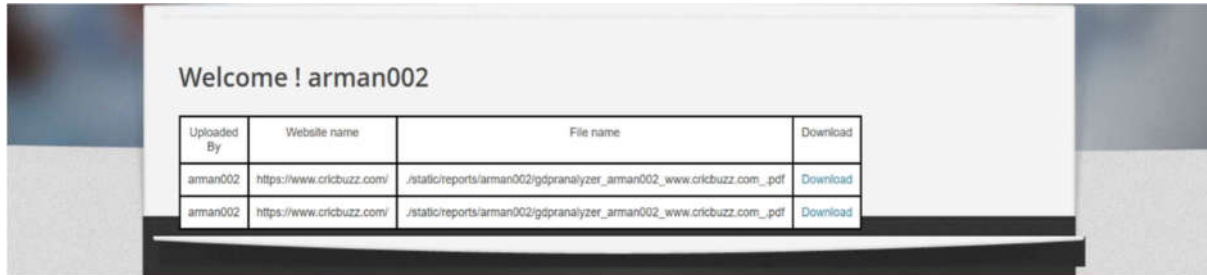 Welcome ! arman002
Uploaded By Website name File name Download
arman002 https://www.cricbuzz.com/ ./static/reports/arman002/gdpranalyzer_arman002_www.cricbuzz.com_.pdf Download
arman002 https://www.cricbuzz.com/ ./static/reports/arman002/gdpranalyzer_arman002_www.cricbuzz.com_.pdf Download